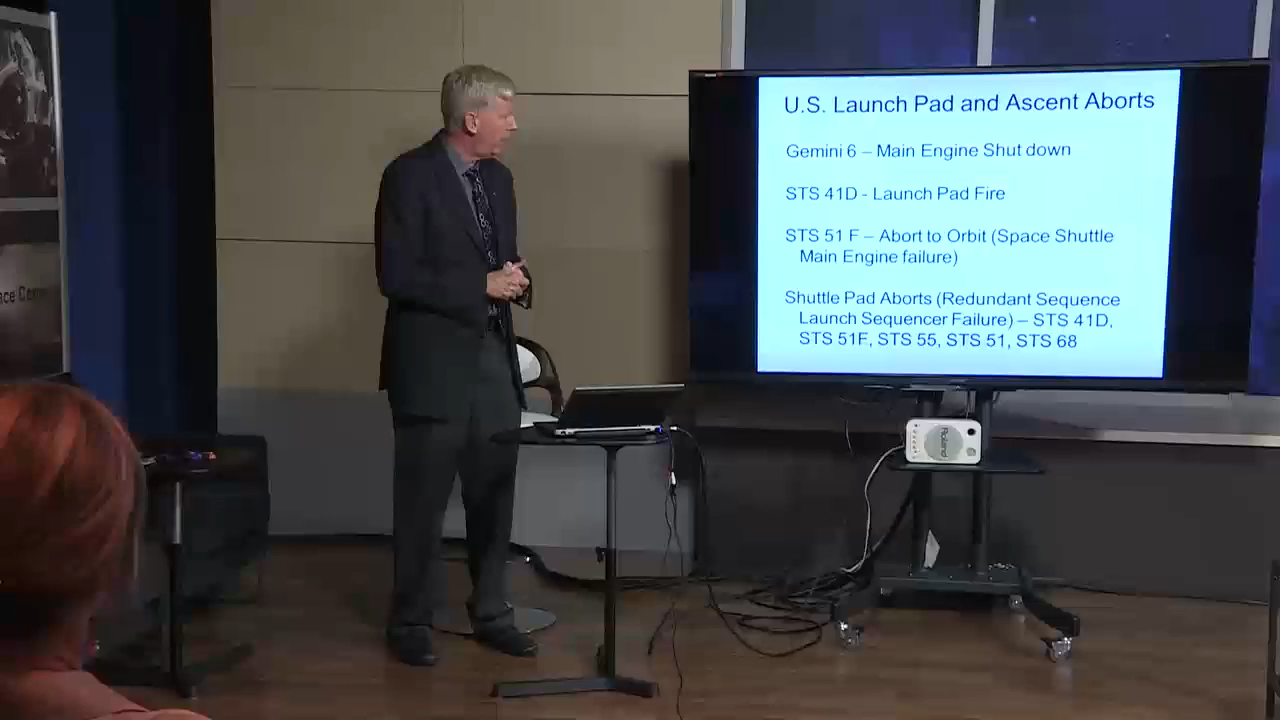 U.S. Launch Pad and Ascent Aborts
Gemini 6 – Main Engine Shut down
STS 41D - Launch Pad Fire
STS 51 F – Abort to Orbit (Space Shuttle
Main Engine failure)
Shuttle Pad Aborts (Redundant Sequence
Launch Sequencer Failure) – STS 41D,
STS 51F, STS 55, STS 51, STS 68
Roland